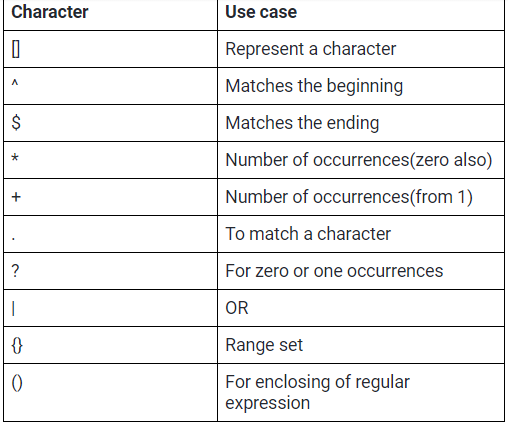 Character Use case
[] Represent a character
^ Matches the beginning
$ Matches the ending
* Number of occurrences(zero also)
+ Number of occurrences(from 1)
. To match a character
? For zero or one occurrences
| OR
{} Range set
() For enclosing of regular
expression